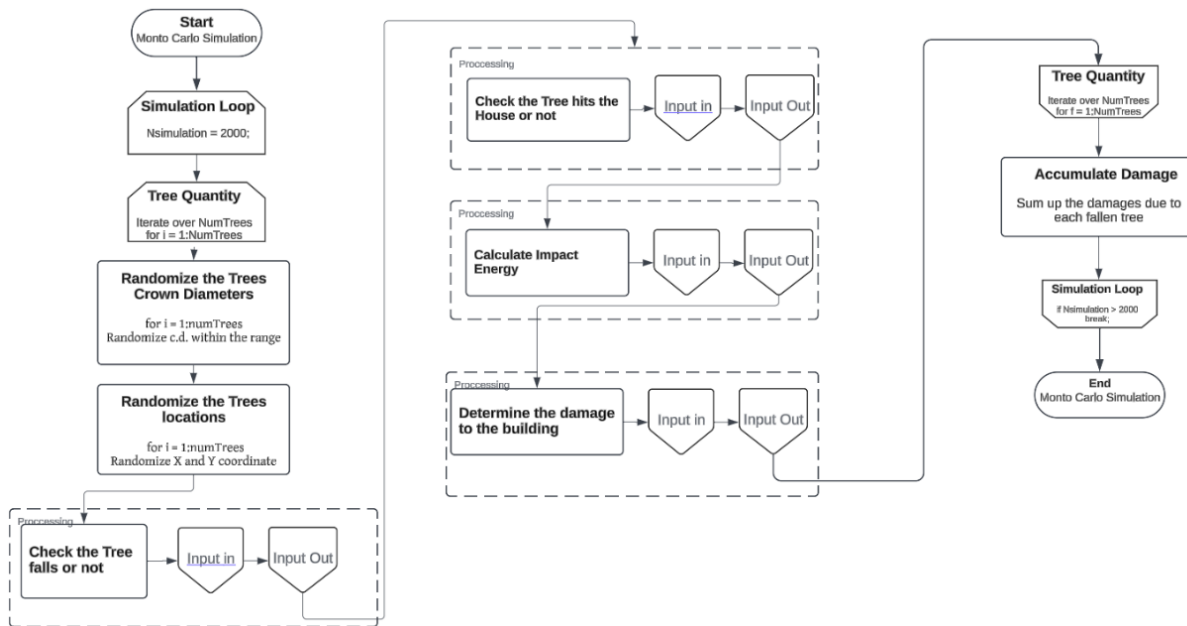 Start
Monto Carlo Simulation
Simulation Loop
Nsimulation = 2000;
Tree Quantity
Iterate over NumTrees
for i = 1:NumTrees
Randomize the Trees
Crown Diameters
for i = 1:numTrees
Randomize c.d. within the range
Randomize the Trees
locations
for i = 1:numTrees
Randomize X and Y coordinate
Proccessing
Check the Tree
falls or not
Input in
Input Out
Proccessing
Check the Tree hits the
House or not
Input in
Input Out
Proccessing
Calculate Impact
Energy
Input in
Input Out
Proccessing
Determine the damage
to the building
Input in
Input Out
Tree Quantity
Iterate over NumTrees
for f = 1:NumTrees
Accumulate Damage
Sum up the damages due to
each fallen tree
Simulation Loop
if Nsimulation > 2000
break;
End
Monto Carlo Simulation